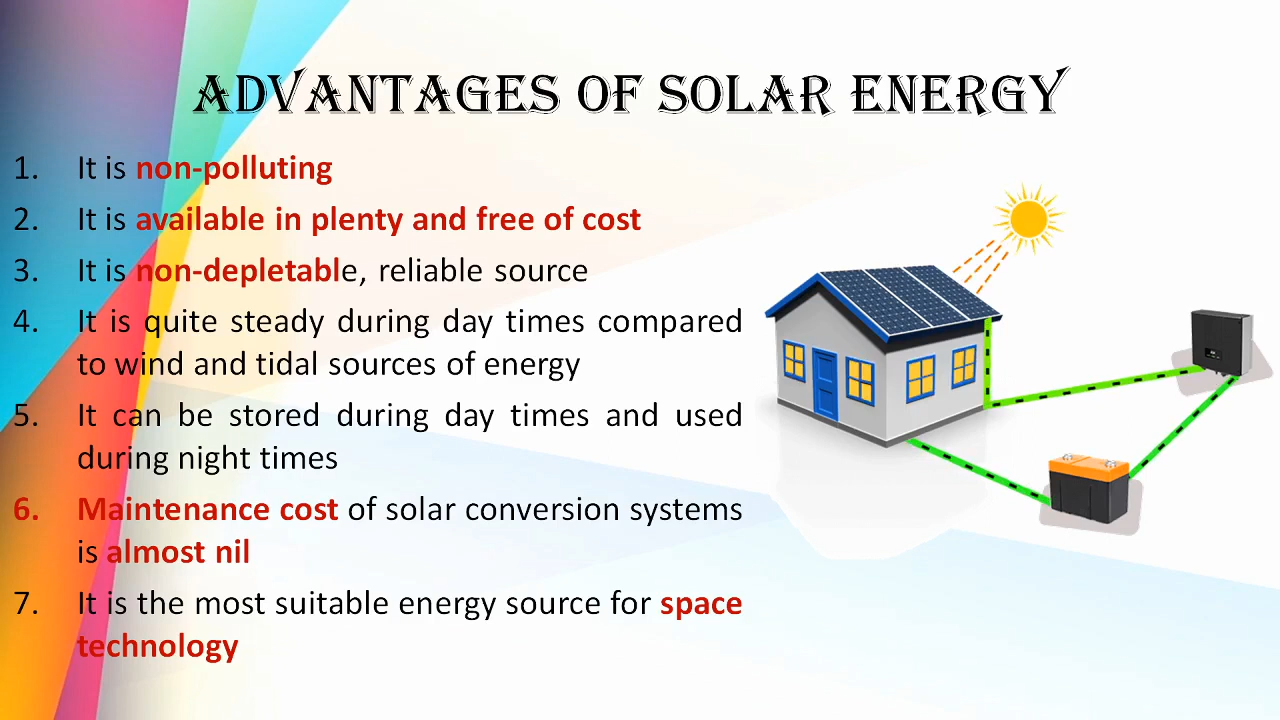 ADVANTAGES OF SOLAR ENERGY
1. It is non-polluting
2. It is available in plenty and free of cost
3. It is non-depletable, reliable source
4. It is quite steady during day times compared
to wind and tidal sources of energy
5. It can be stored during day times and used
during night times
6. Maintenance cost of solar conversion systems
is almost nil
7. It is the most suitable energy source for space
technology